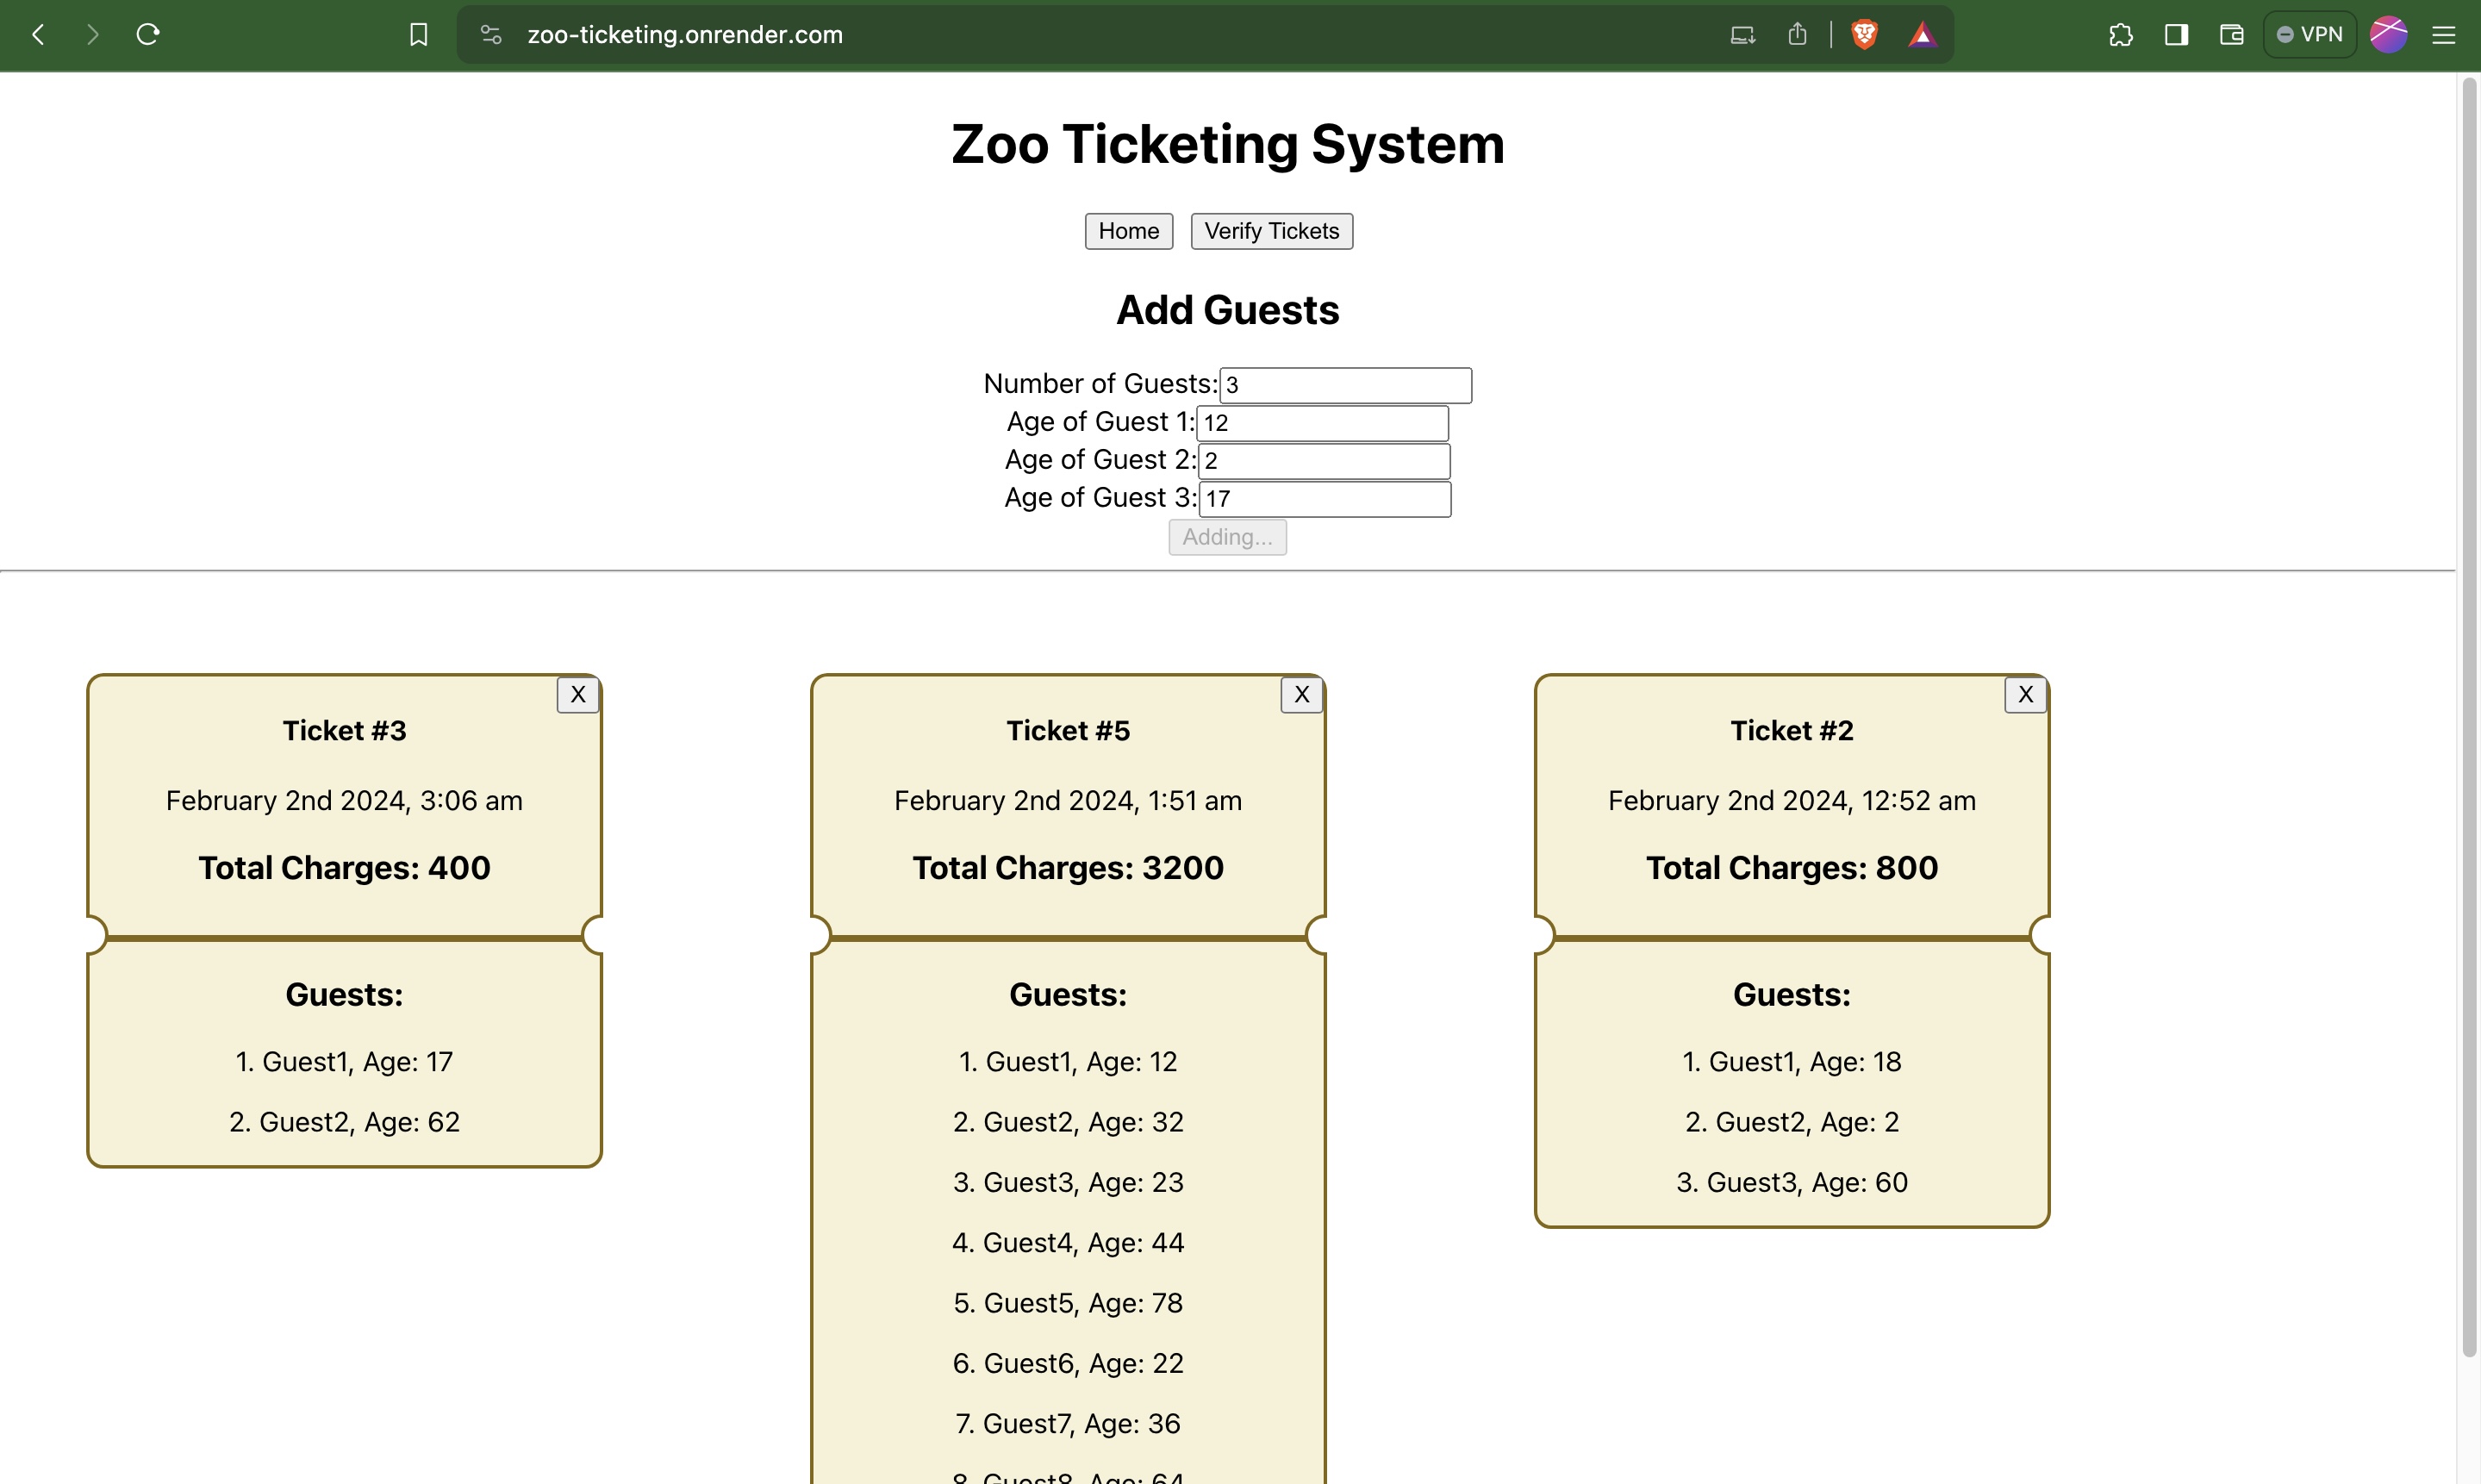 zoo-ticketing.onrender.com
VPN
Zoo Ticketing System
Home
Verify Tickets
Add Guests
Number of Guests: 3
Age of Guest 1: 12
Age of Guest 2: 2
Age of Guest 3: 17
Adding...
X
Ticket #3
February 2nd 2024, 3:06 am
Total Charges: 400
Guests:
1. Guest1, Age: 17
2. Guest2, Age: 62
X
Ticket #5
February 2nd 2024, 1:51 am
Total Charges: 3200
Guests:
1. Guest1, Age: 12
2. Guest2, Age: 32
3. Guest3, Age: 23
4. Guest4, Age: 44
5. Guest5, Age: 78
6. Guest6, Age: 22
7. Guest7, Age: 36
8. Guest8, Age: 64
X
Ticket #2
February 2nd 2024, 12:52 am
Total Charges: 800
Guests:
1. Guest1, Age: 18
2. Guest2, Age: 2
3. Guest3, Age: 60